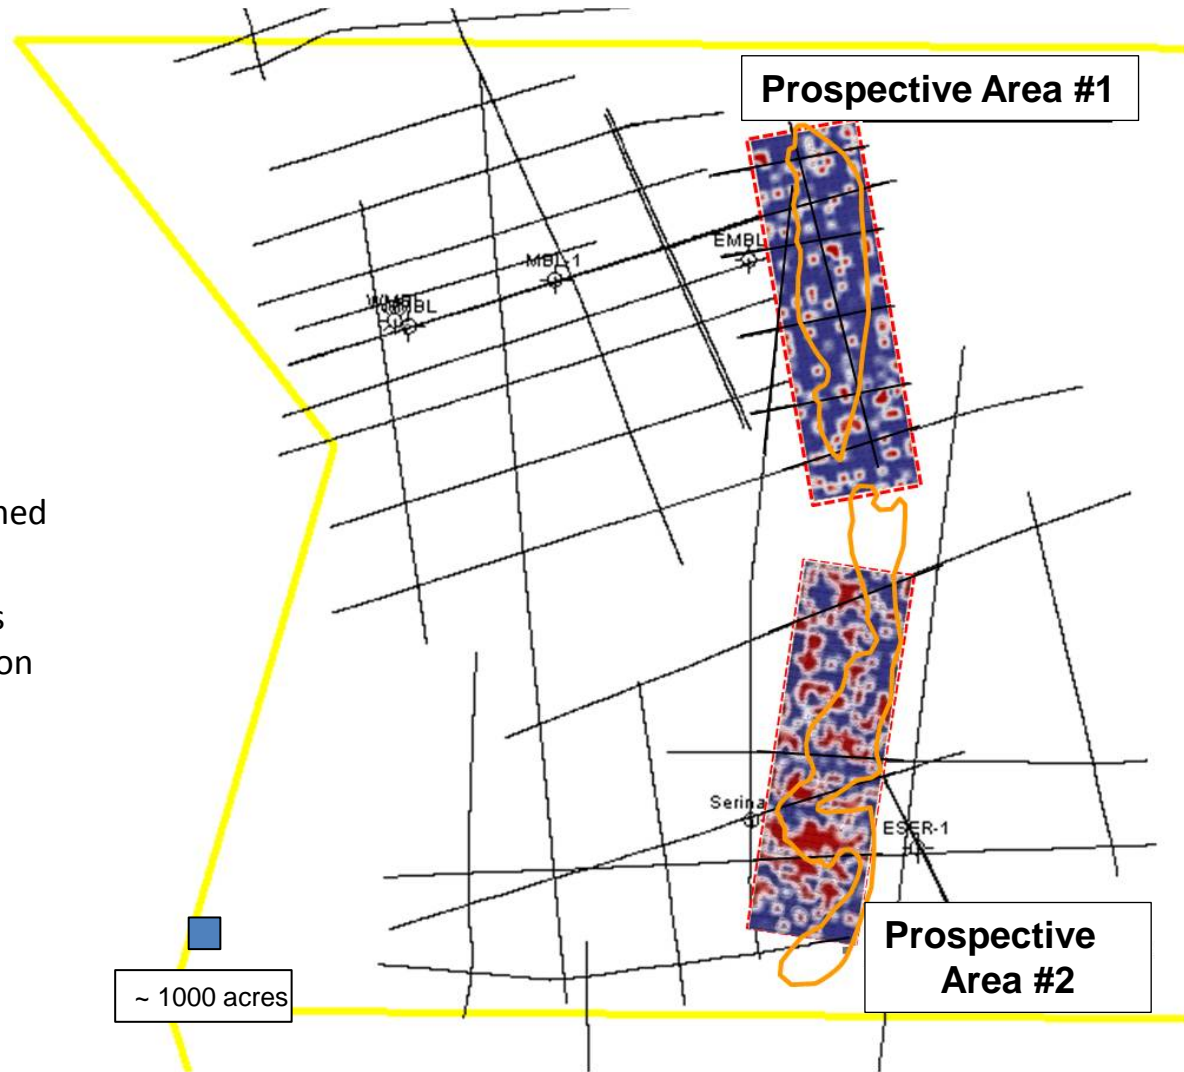 Prospective Area #1
EMBL
MBL-1
ned
s
on
Serina
ESER-1
Prospective
Area #2
~ 1000 acres